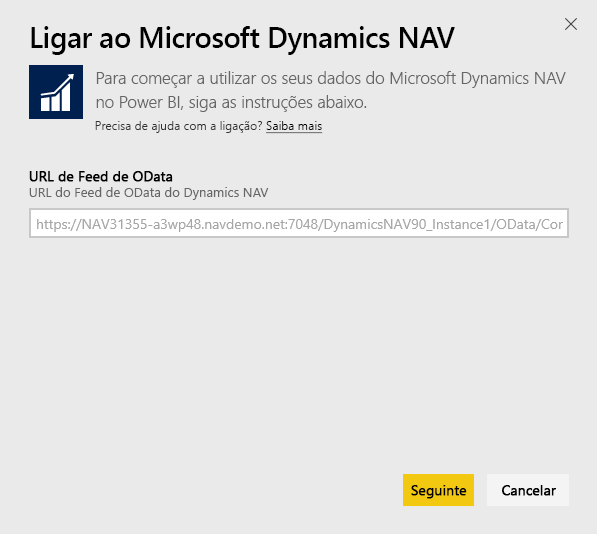 Ligar ao Microsoft Dynamics NAV
Para começar a utilizar os seus dados do Microsoft Dynamics NAV
no Power BI, siga as instruções abaixo.
Precisa de ajuda com a ligação? Saiba mais
URL de Feed de OData
URL do Feed de OData do Dynamics NAV
https://NAV31355-a3wp48.navdemo.net:7048/DynamicsNAV90_Instance1/OData/Cor
Seguinte
Cancelar